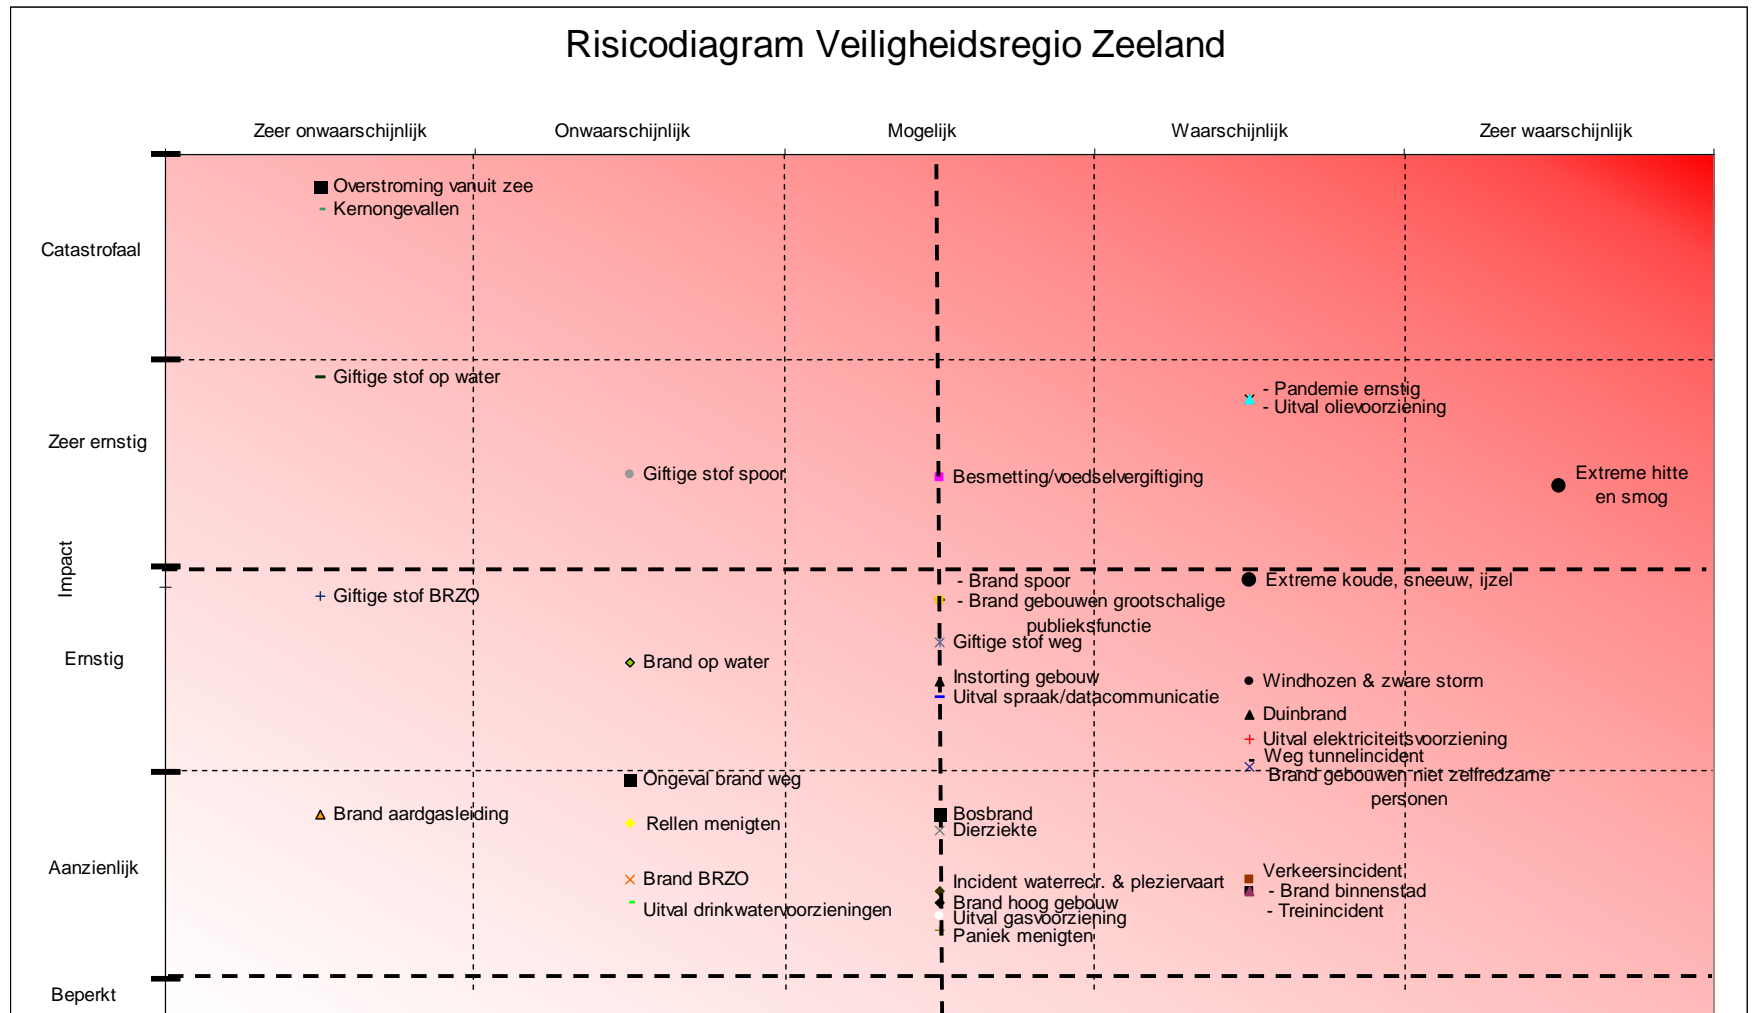 Risicodiagram Veiligheidsregio Zeeland
Zeer onwaarschijnlijk
Onwaarschijnlijk
Mogelijk
Waarschijnlijk
Zeer waarschijnlijk
Catastrofaal
Overstroming vanuit zee
Kernongevallen
Zeer ernstig
Giftige stof op water
- Pandemie ernstig
- Uitval olievoorziening
Giftige stof spoor
Besmetting/voedselvergiftiging
Extreme hitte
en smog
Impact
Ernstig
- Brand spoor
Extreme koude, sneeuw, ijzel
Giftige stof BRZO
- Brand gebouwen grootschalige
publieksfunctie
Giftige stof weg
Brand op water
Instorting gebouw
Windhozen & zware storm
Uitval spraak/datacommunicatie
Duinbrand
Uitval elektriciteitsvoorziening
Weg tunnelincident
Brand gebouwen niet zelfredzame
personen
Aanzienlijk
Ongeval brand weg
Brand aardgasleiding
Bosbrand
Rellen menigten
Dierziekte
Verkeersincident
Brand BRZO
Incident waterrecr. & pleziervaart
- Brand binnenstad
Brand hoog gebouw
Uitval drinkwatervoorzieningen
- Treinincident
Uitval gasvoorziening
Paniek menigten
Beperkt